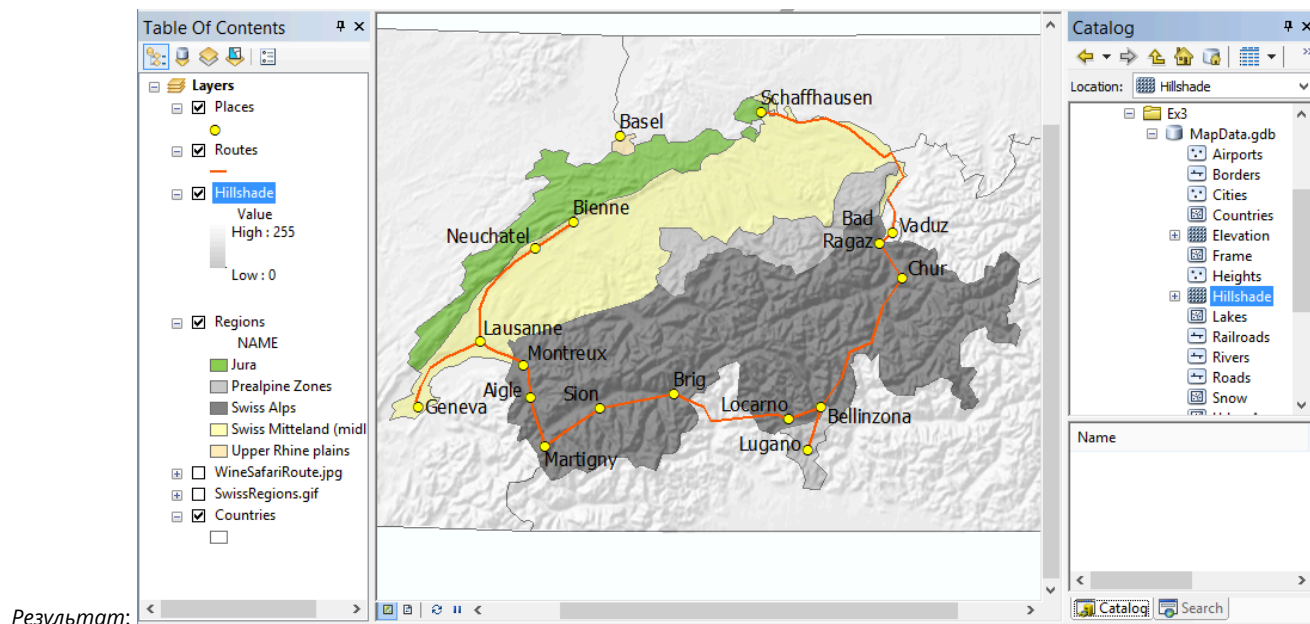 Table Of Contents
Layers
Places
Routes
Hillshade
Value
High : 255
Low : 0
Regions
NAME
Jura
Prealpine Zones
Swiss Alps
Swiss Mitteland (midl
Upper Rhine plains
WineSafariRoute.jpg
SwissRegions.gif
Countries
Schaffhausen
Basel
Bienne
Neuchatel
Bad
Ragaz
Vaduz
Chur
Lausanne
Montreux
Aigle
Sion
Brig
Geneva
Locarno
Bellinzona
Lugano
Martigny
Catalog
Location: Hillshade
Ex3
MapData.gdb
Airports
Borders
Cities
Countries
Elevation
Frame
Heights
Hillshade
Lakes
Railroads
Rivers
Roads
Snow
Name
Catalog Search
Результат: